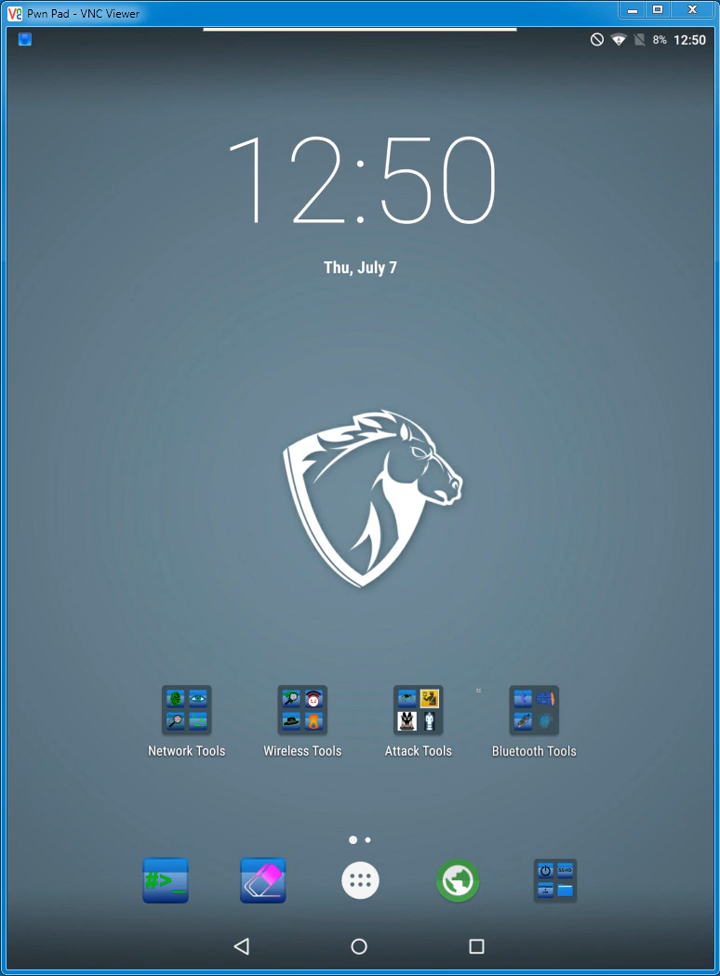 Pwn Pad - VNC Viewer
8% 12:50
12:50
Thu, July 7
Network Tools
Wireless Tools
Attack Tools
Bluetooth Tools
#>_